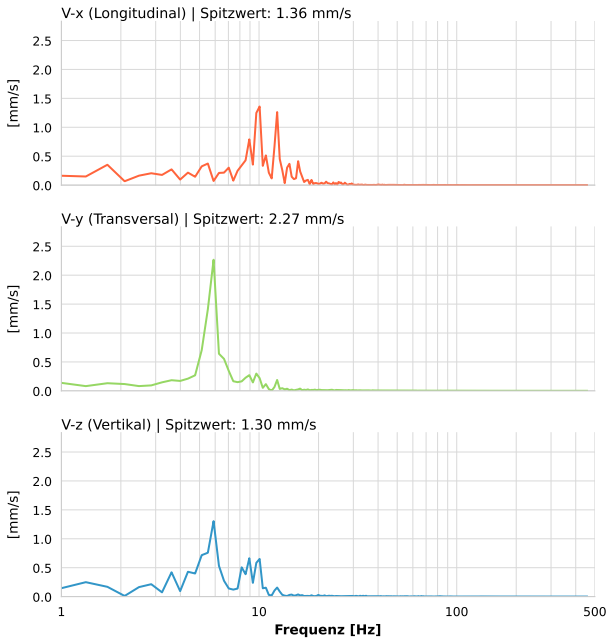 V-x (Longitudinal) | Spitzwert: 1.36 mm/s
[mm/s]
2.5
2.0
1.5
1.0
0.5
0.0
V-y (Transversal) | Spitzwert: 2.27 mm/s
[mm/s]
2.5
2.0
1.5
1.0
0.5
0.0
V-z (Vertikal) | Spitzwert: 1.30 mm/s
[mm/s]
2.5
2.0
1.5
1.0
0.5
0.0
1 10 100 500
Frequenz [Hz]